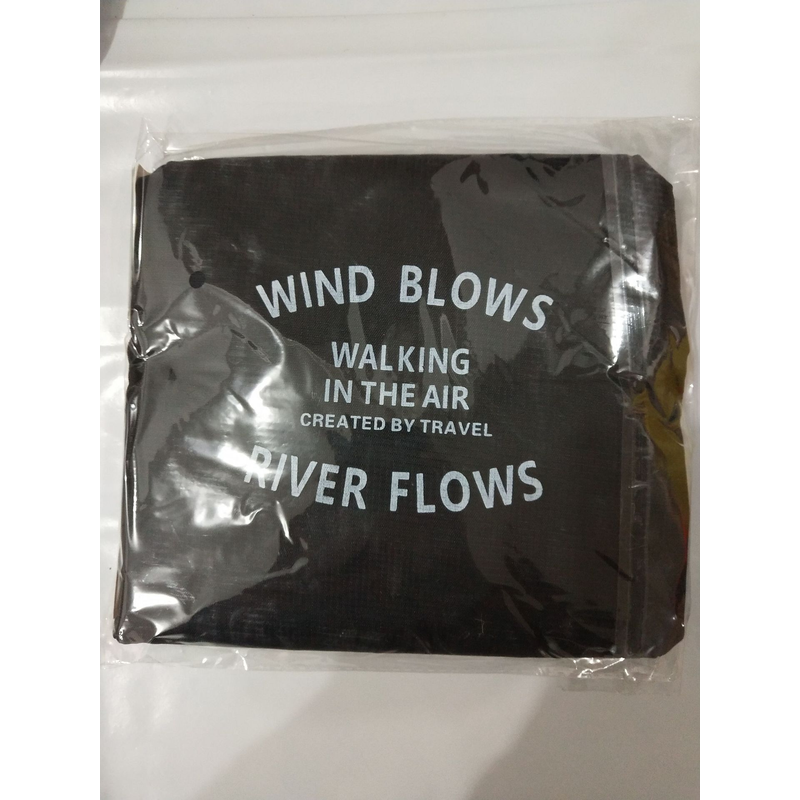 WIND BLOWS
WALKING
IN THE AIR
CREATED BY TRAVEL
RIVER FLOWS